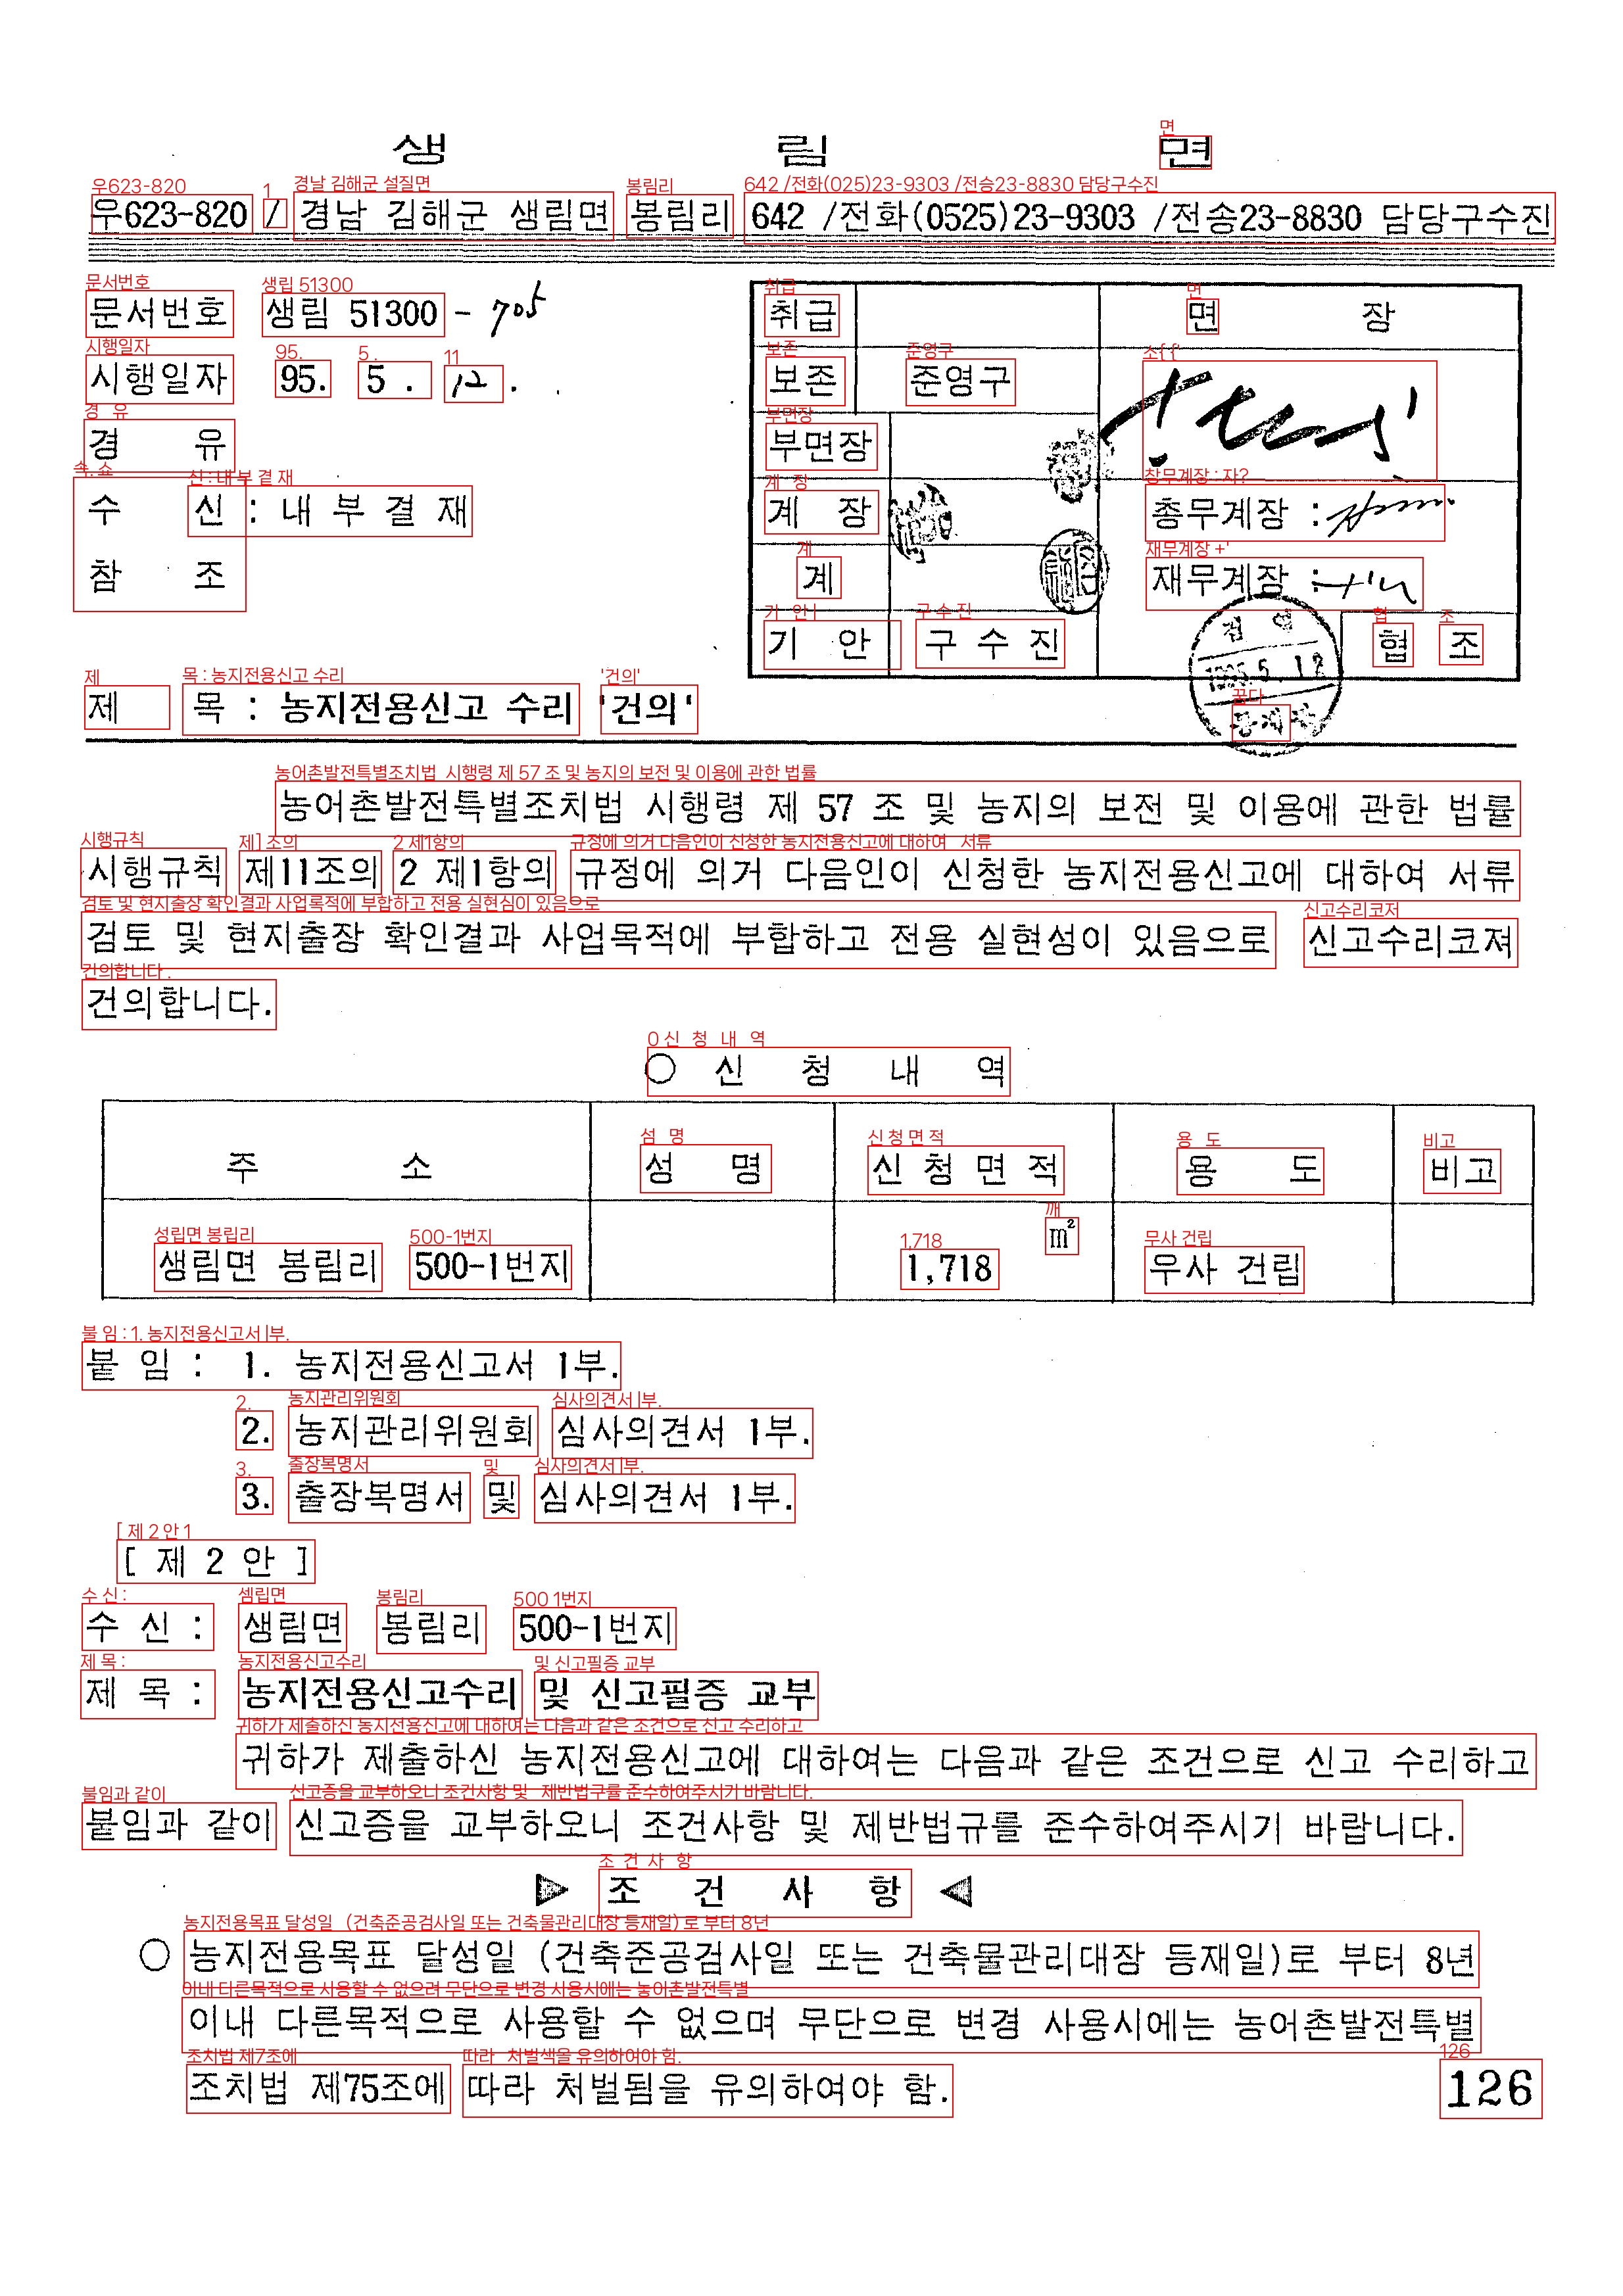 생 림 면
우623-820 / 경남 김해군 생림면 봉림리 642 /전화(0525)23-9303 /전송23-8830 담당구수진
문서번호 생림 51300 - 705
시행일자 95. 5 . 12 .
경 유
수 신 : 내 부 결 재
참 조
취급 면 장
보존 준영구
부면장
계 장 총무계장 :
계 재무계장 :
기 안 구 수 진 협 조
1995.5.12
제 목 : 농지전용신고 수리 '건의'
농어촌발전특별조치법 시행령 제 57 조 및 농지의 보전 및 이용에 관한 법률
시행규칙 제11조의 2 제1항의 규정에 의거 다음인이 신청한 농지전용신고에 대하여 서류
검토 및 현지출장 확인결과 사업목적에 부합하고 전용 실현성이 있음으로 신고수리코져
건의합니다.
○ 신 청 내 역
주 소 성 명 신 청 면 적 용 도 비고
생림면 봉림리 500-1번지 1,718 m² 우사 건립
붙 임 : 1. 농지전용신고서 1부.
2. 농지관리위원회 심사의견서 1부.
3. 출장복명서 및 심사의견서 1부.
[ 제 2 안 ]
수 신 : 생림면 봉림리 500-1번지
제 목 : 농지전용신고수리 및 신고필증 교부
귀하가 제출하신 농지전용신고에 대하여는 다음과 같은 조건으로 신고 수리하고
붙임과 같이 신고증을 교부하오니 조건사항 및 제반법규를 준수하여주시기 바랍니다.
▷ 조 건 사 항 ◁
○ 농지전용목표 달성일 (건축준공검사일 또는 건축물관리대장 등재일)로 부터 8년
이내 다른목적으로 사용할 수 없으며 무단으로 변경 사용시에는 농어촌발전특별
조치법 제75조에 따라 처벌됨을 유의하여야 함.
126